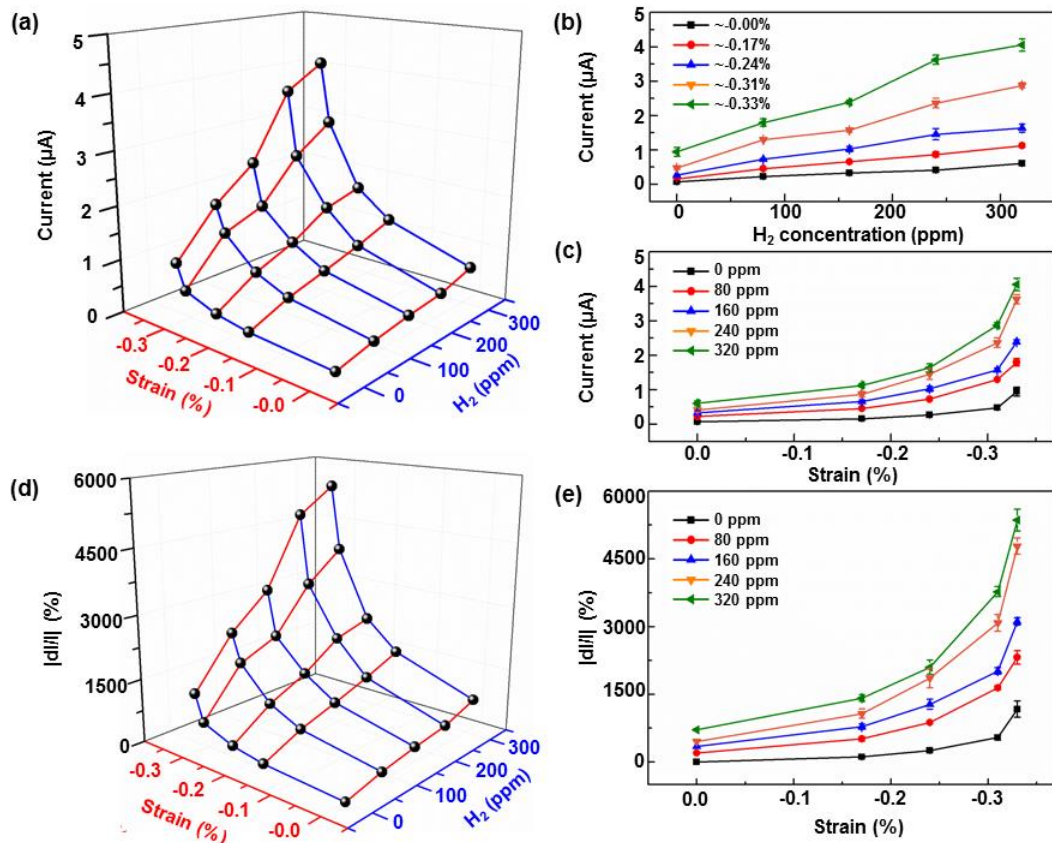 (a)
5
4
3
2
1
0
Current (µA)
-0.3
-0.2
-0.1
-0.0
Strain (%)
0
100
200
300
H₂ (ppm)
(b)
5
4
3
2
1
0
Current (µA)
~-0.00%
~-0.17%
~-0.24%
~-0.31%
~-0.33%
0 100 200 300
H₂ concentration (ppm)
(c)
5
4
3
2
1
0
Current (µA)
0 ppm
80 ppm
160 ppm
240 ppm
320 ppm
0.0 -0.1 -0.2 -0.3
Strain (%)
(d)
6000
4500
3000
1500
0
|dI/I| (%)
-0.3
-0.2
-0.1
-0.0
Strain (%)
0
100
200
300
H₂ (ppm)
(e)
6000
4500
3000
1500
0
|dI/I| (%)
0 ppm
80 ppm
160 ppm
240 ppm
320 ppm
0.0 -0.1 -0.2 -0.3
Strain (%)